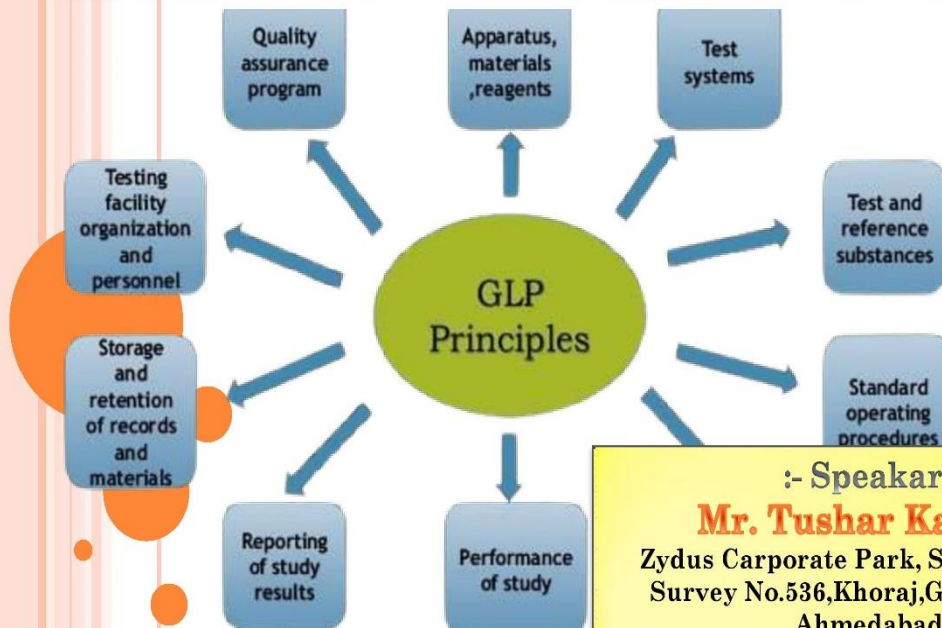 Quality
assurance
program
Apparatus,
materials
,reagents
Test
systems
Testing
facility
organization
and
personnel
Test and
reference
substances
GLP
Principles
Storage
and
retention
of records
and
materials
Standard
operating
procedures
Reporting
of study
results
Performance
of study
:- Speakar
Mr. Tushar
Zydus Carporate Park,
Survey No.536,Khoraj,
Ahmedabad